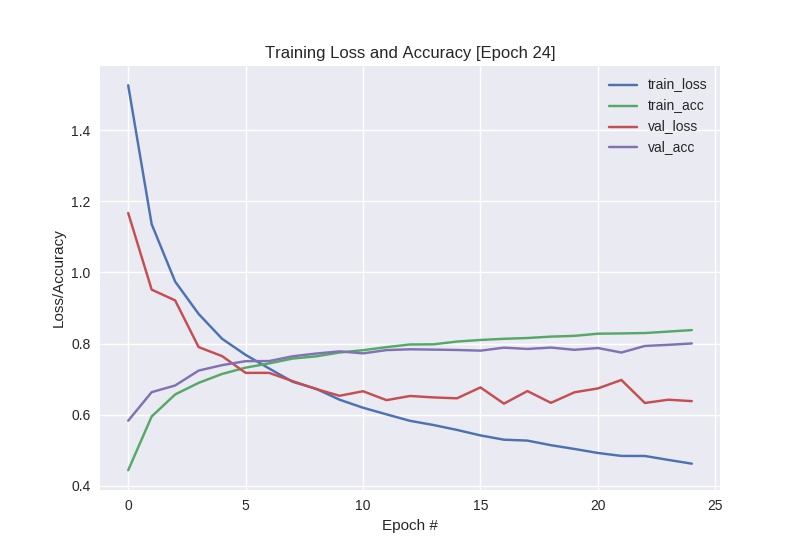 Training Loss and Accuracy [Epoch 24]
train_loss
train_acc
val_loss
val_acc
1.4
1.2
1.0
0.8
0.6
0.4
Loss/Accuracy
0 5 10 15 20 25
Epoch #